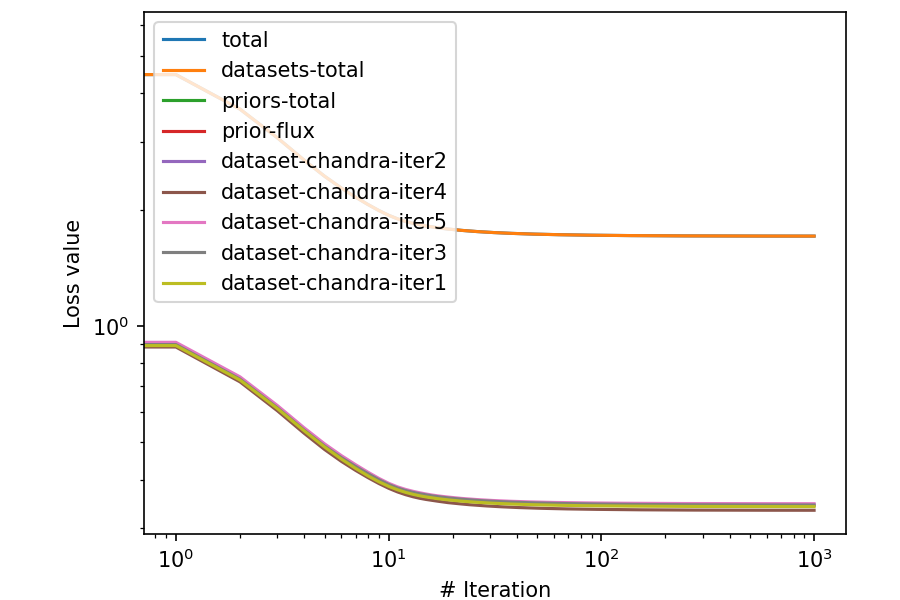 total
datasets-total
priors-total
prior-flux
dataset-chandra-iter2
dataset-chandra-iter4
dataset-chandra-iter5
dataset-chandra-iter3
dataset-chandra-iter1
Loss value
10⁰
10⁰ 10¹ 10² 10³
# Iteration